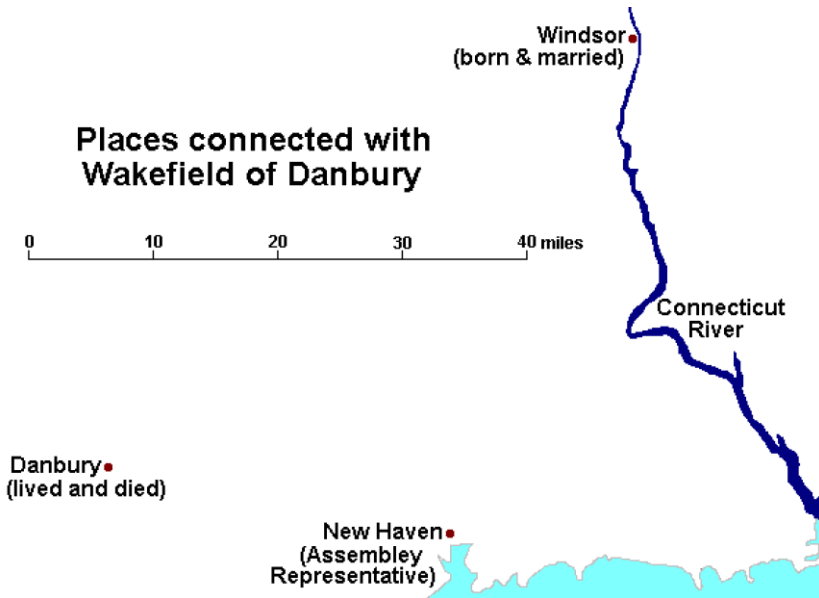 Windsor
(born & married)
Places connected with
Wakefield of Danbury
0 10 20 30 40 miles
Connecticut
River
Danbury
(lived and died)
New Haven
(Assembley
Representative)